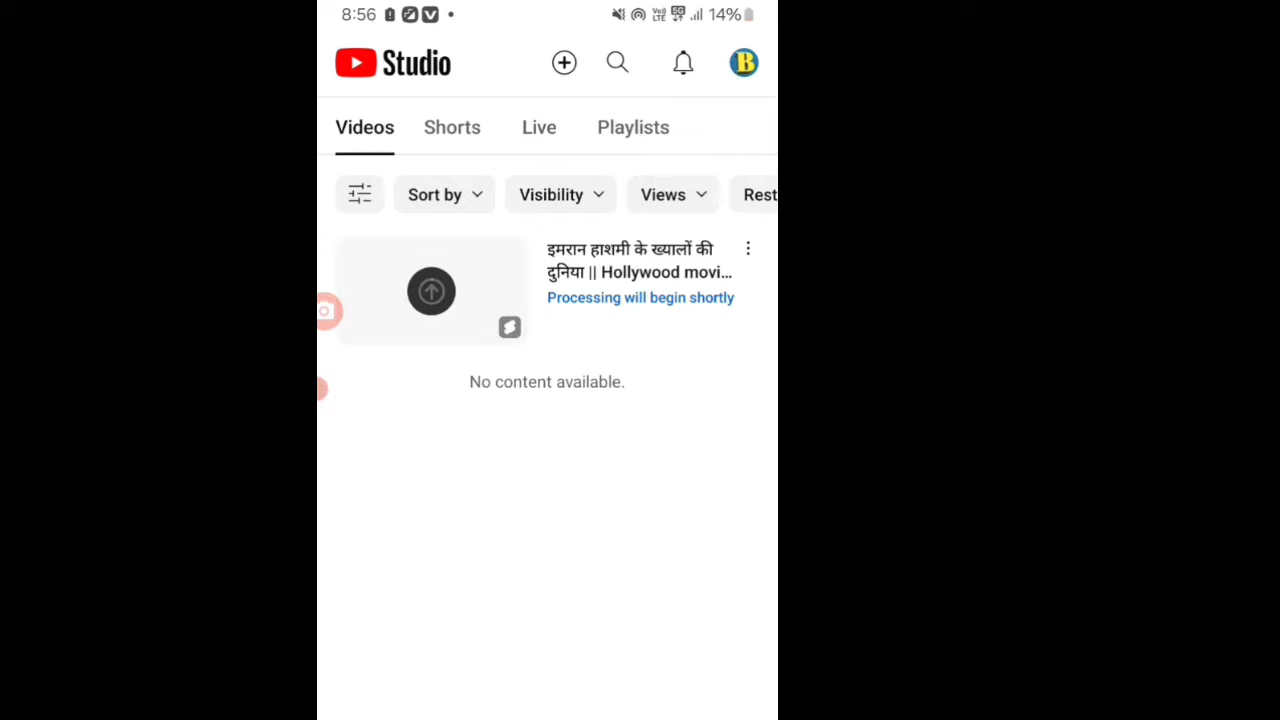 8:56 14%
Studio
Videos Shorts Live Playlists
Sort by Visibility Views Rest
इमरान हाशमी के ख्यालों की
दुनिया || Hollywood movi...
Processing will begin shortly
No content available.